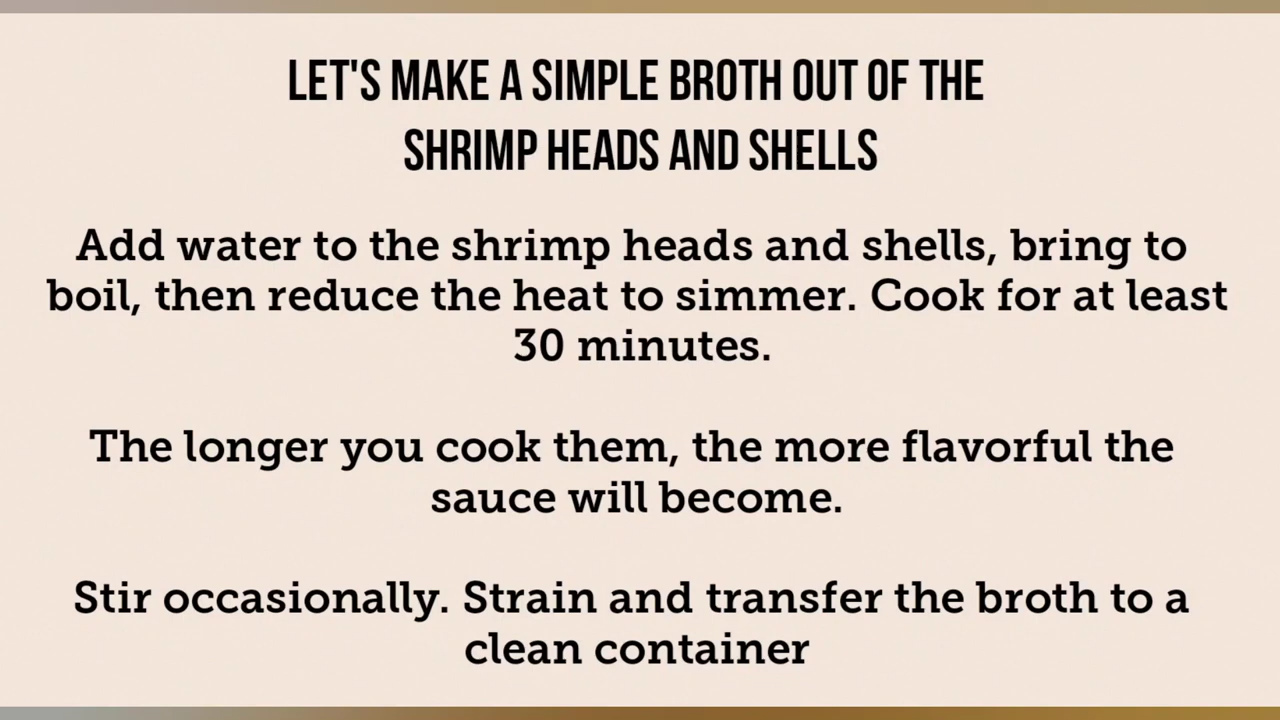 LET'S MAKE A SIMPLE BROTH OUT OF THE
SHRIMP HEADS AND SHELLS
Add water to the shrimp heads and shells, bring to
boil, then reduce the heat to simmer. Cook for at least
30 minutes.
The longer you cook them, the more flavorful the
sauce will become.
Stir occasionally. Strain and transfer the broth to a
clean container